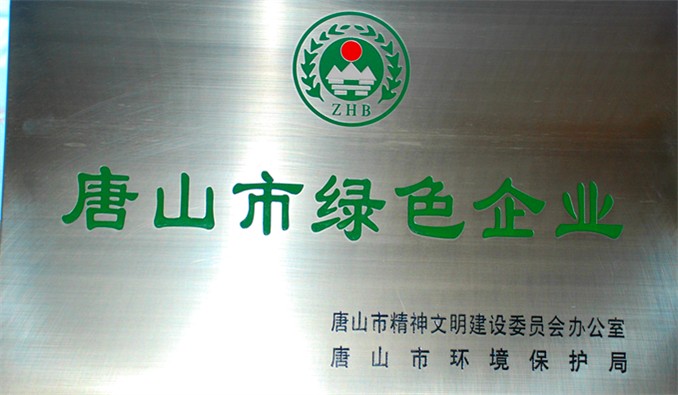 ZHB
唐山市绿色企业
唐山市精神文明建设委员会办公室
唐山市环境保护局